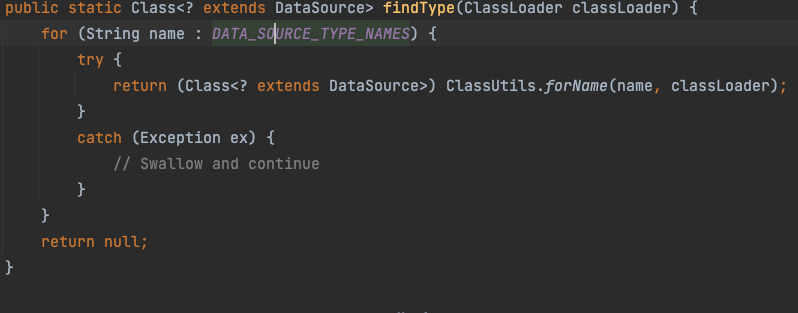 public static Class<? extends DataSource> findType(ClassLoader classLoader) {
for (String name : DATA_SOURCE_TYPE_NAMES) {
try {
return (Class<? extends DataSource>) ClassUtils.forName(name, classLoader);
}
catch (Exception ex) {
// Swallow and continue
}
}
return null;
}